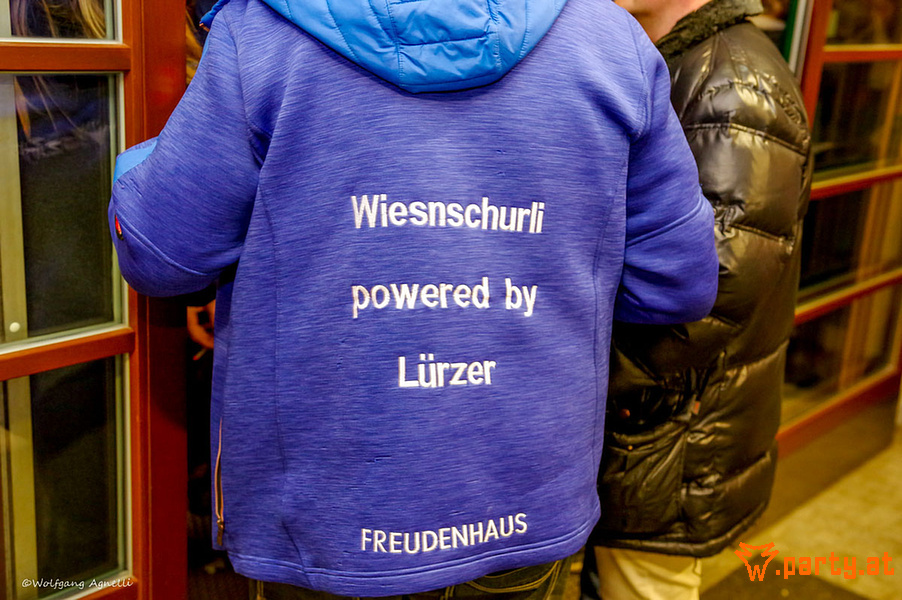 Wiesnschurli
powered by
Lürzer
FREUDENHAUS
©Wolfgang Agnelli
w.party.at